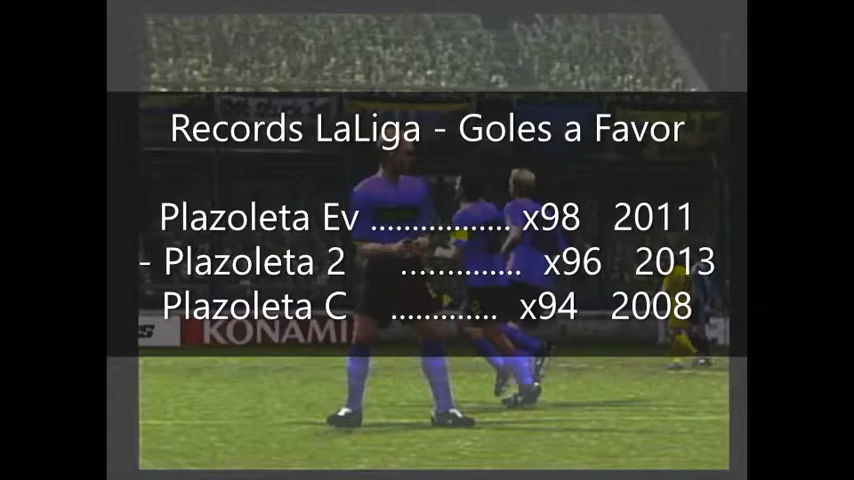 Records LaLiga - Goles a Favor
Plazoleta Ev ................ x98 2011
- Plazoleta 2 .............. x96 2013
Plazoleta C ............. x94 2008
KONAMI